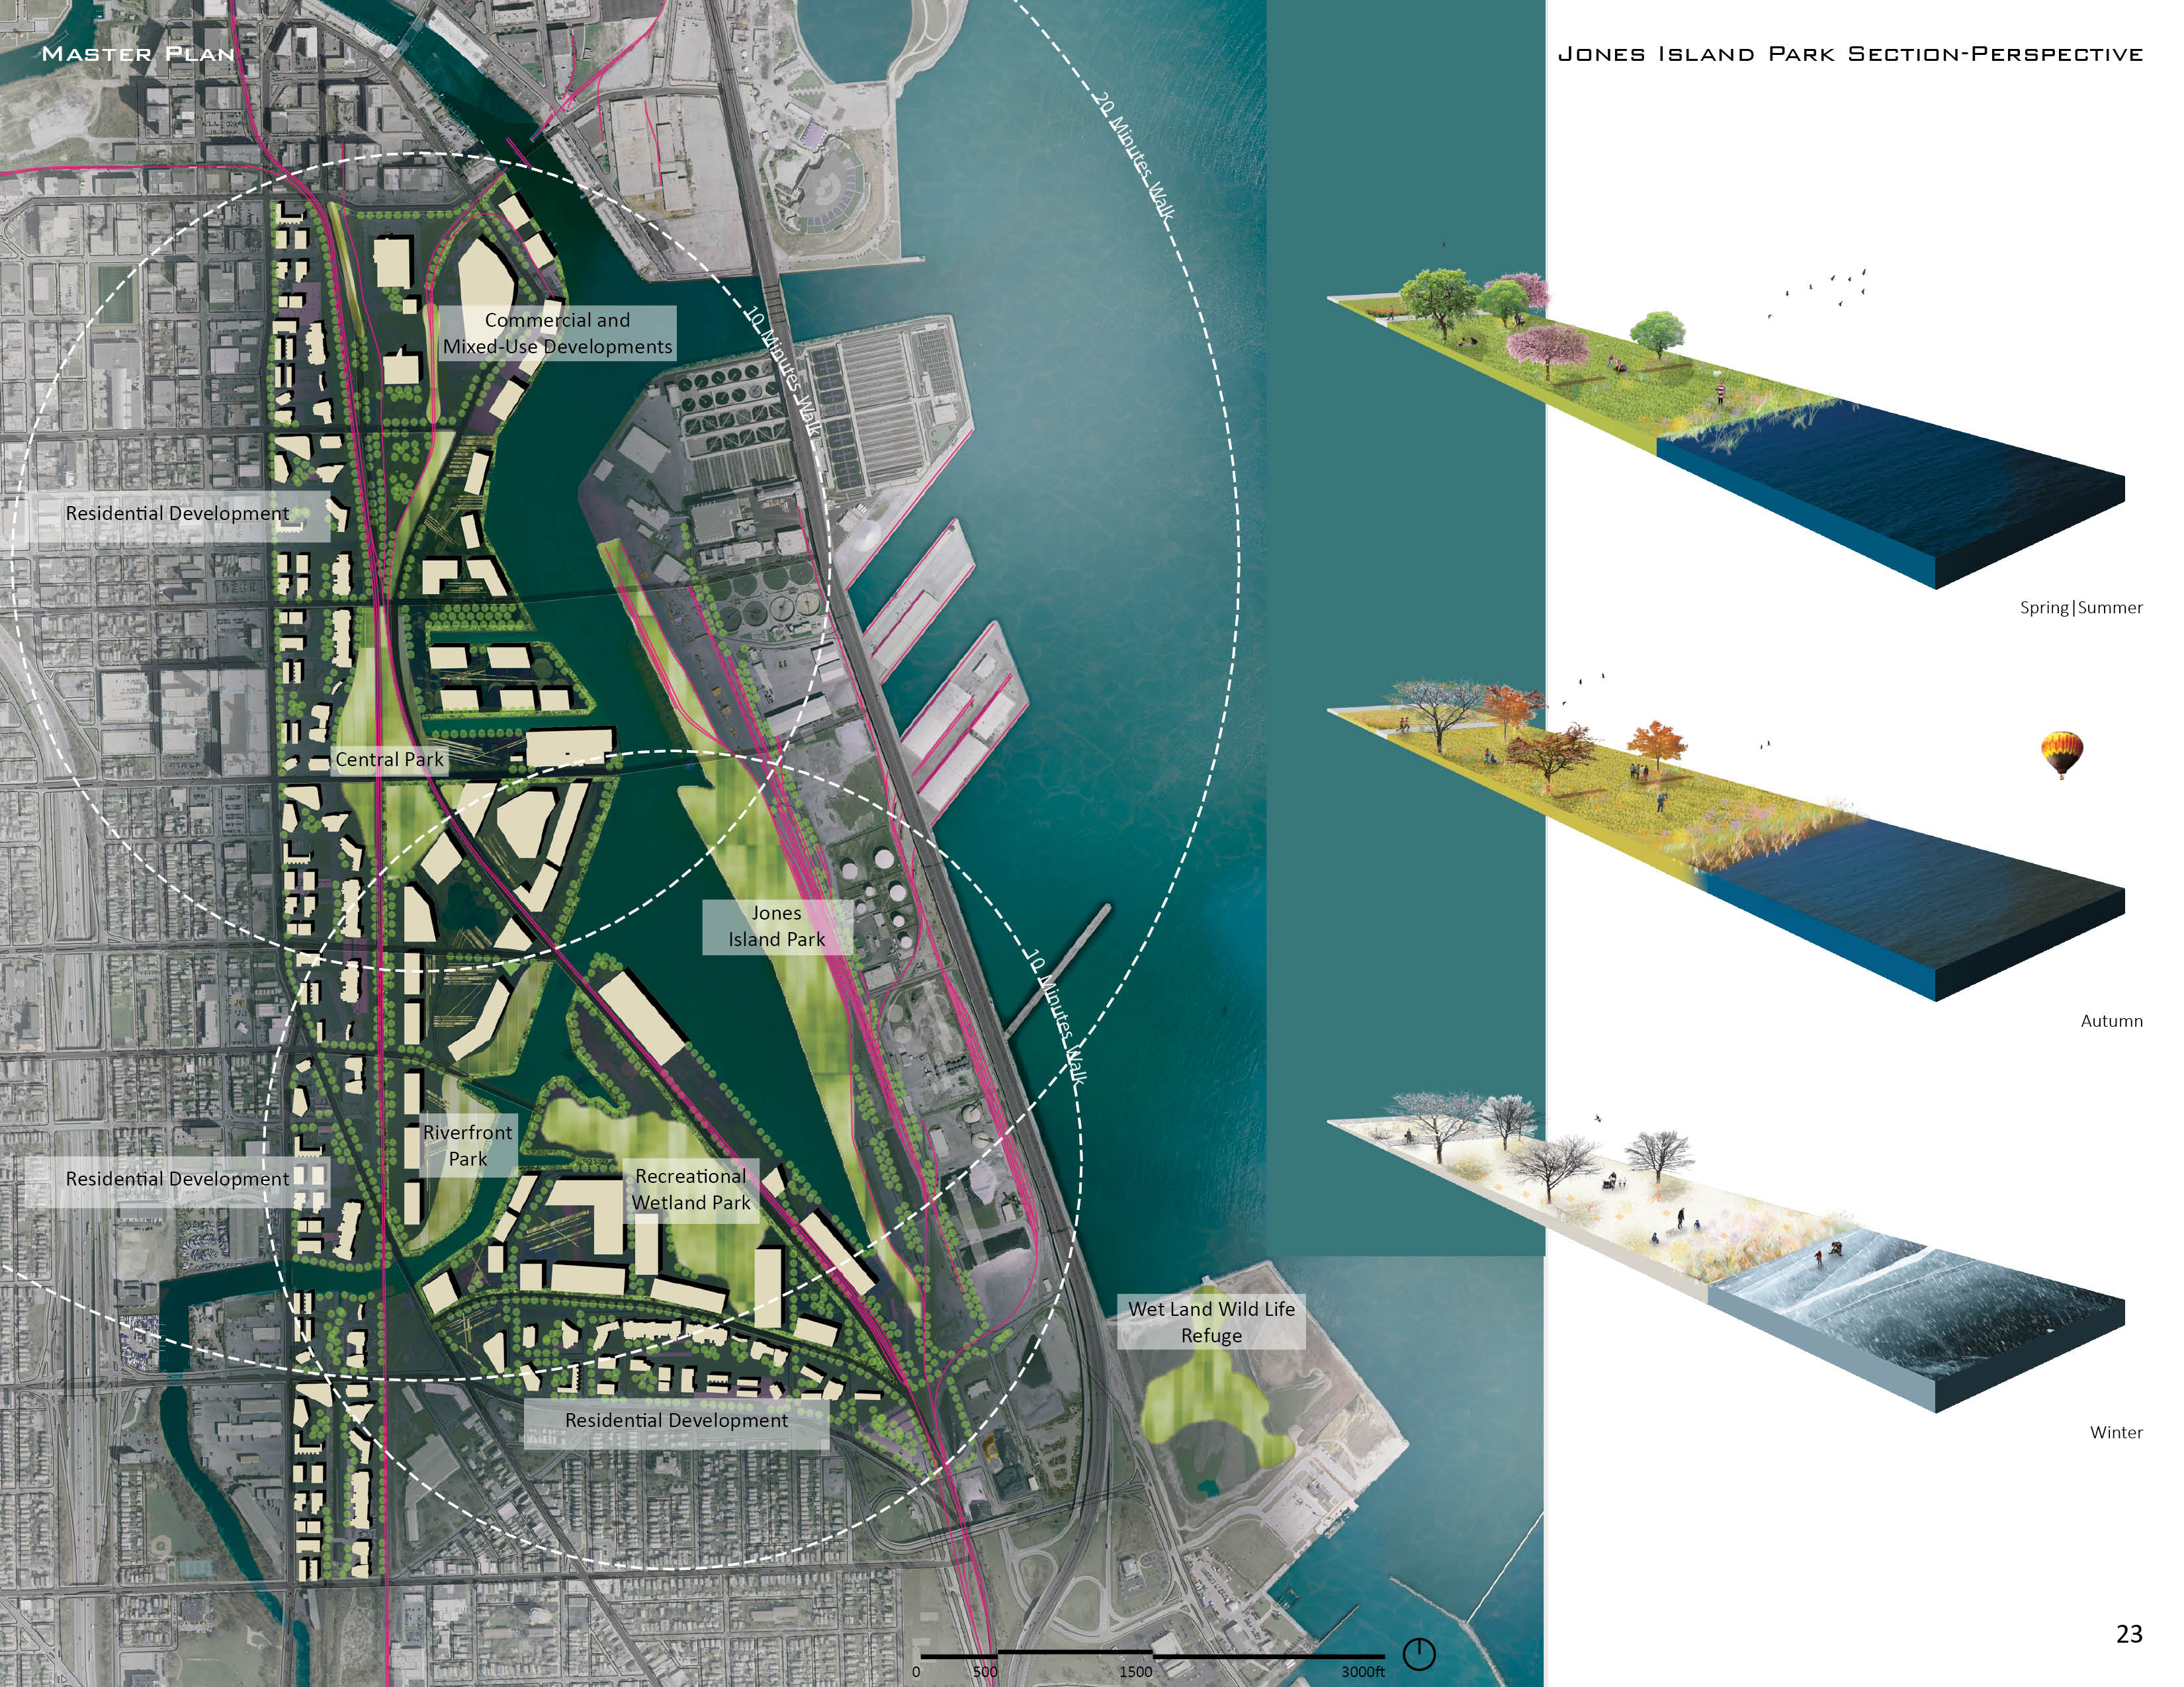 Master Plan
Jones Island Park Section-Perspective
20 Minutes Walk
10 Minutes Walk
Commercial and
Mixed-Use Developments
Residential Development
Central Park
Jones
Island Park
10 Minutes Walk
Riverfront
Park
Recreational
Wetland Park
Residential Development
Wet Land Wild Life
Refuge
Residential Development
0 500 1500 3000ft
Spring|Summer
Autumn
Winter
23